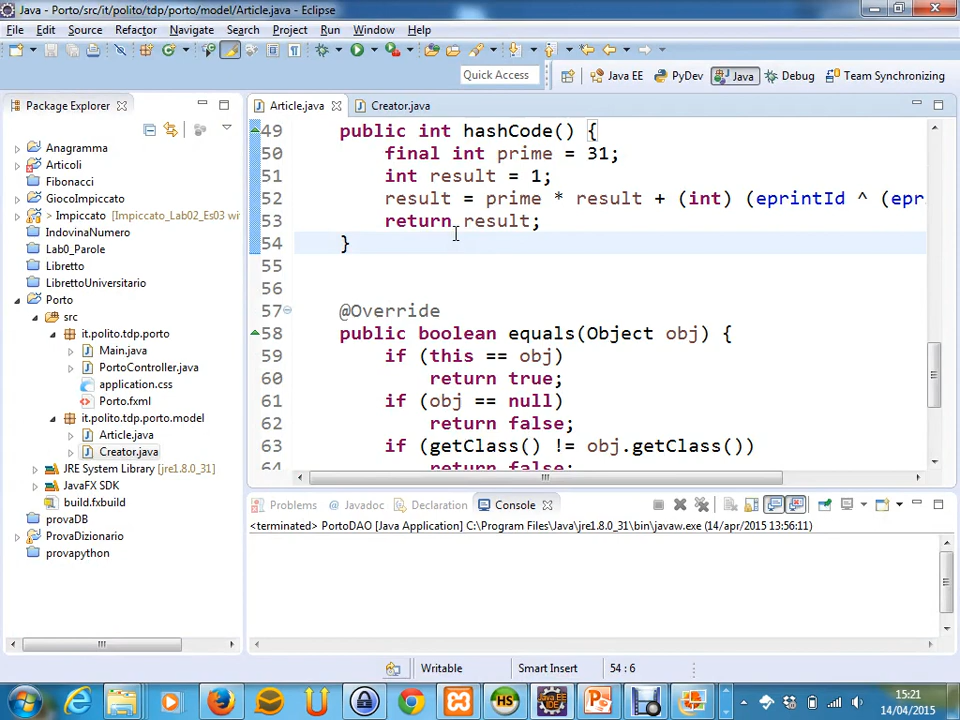 Java - Porto/src/it/polito/tdp/porto/model/Article.java - Eclipse
File Edit Source Refactor Navigate Search Project Run Window Help
Quick Access Java EE PyDev Java Debug Team Synchronizing
Package Explorer
Anagramma
Articoli
Fibonacci
GiocoImpiccato
> Impiccato [Impiccato_Lab02_Es03 wi
IndovinaNumero
Lab0_Parole
Libretto
LibrettoUniversitario
Porto
src
it.polito.tdp.porto
Main.java
PortoController.java
application.css
Porto.fxml
it.polito.tdp.porto.model
Article.java
Creator.java
JRE System Library [jre1.8.0_31]
JavaFX SDK
build.fxbuild
provaDB
ProvaDizionario
provapython
Article.java Creator.java
49 public int hashCode() {
50 final int prime = 31;
51 int result = 1;
52 result = prime * result + (int) (eprintId ^ (epr
53 return result;
54 }
55
56
57 @Override
58 public boolean equals(Object obj) {
59 if (this == obj)
60 return true;
61 if (obj == null)
62 return false;
63 if (getClass() != obj.getClass())
64 return false;
Problems Javadoc Declaration Console
<terminated> PortoDAO [Java Application] C:\Program Files\Java\jre1.8.0_31\bin\javaw.exe (14/apr/2015 13:56:11)
Writable Smart Insert 54 : 6
15:21
14/04/2015